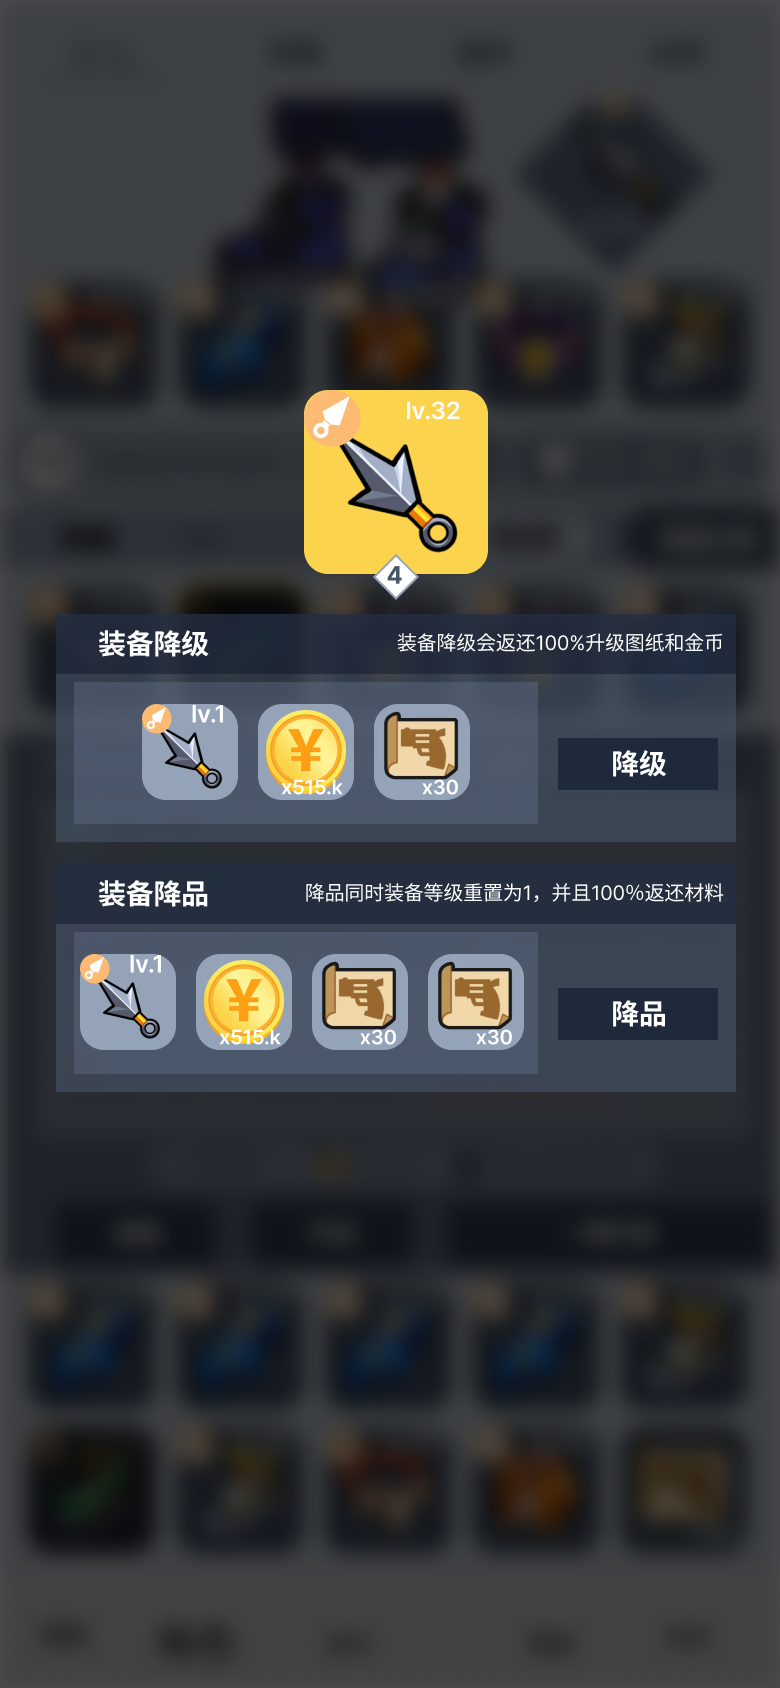 lv.32
4
装备降级
装备降级会返还100%升级图纸和金币
lv.1
¥
x515.k
x30
降级
装备降品
降品同时装备等级重置为1，并且100%返还材料
lv.1
¥
x515.k
x30
x30
降品